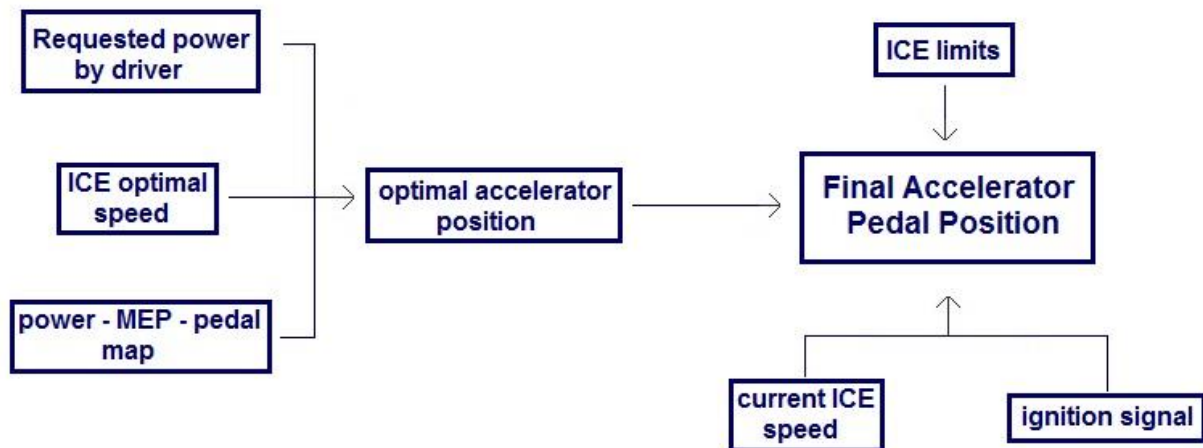 Requested power
by driver
ICE limits
ICE optimal
speed
optimal accelerator
position
Final Accelerator
Pedal Position
power - MEP - pedal
map
current ICE
speed
ignition signal